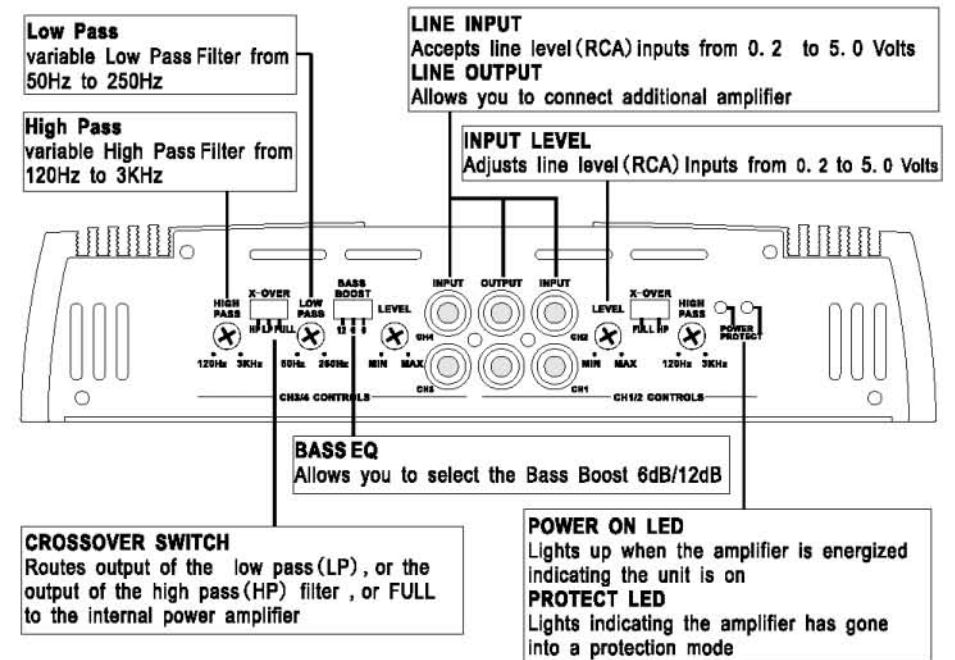 Low Pass
variable Low Pass Filter from
50Hz to 250Hz
High Pass
variable High Pass Filter from
120Hz to 3KHz
LINE INPUT
Accepts line level (RCA) inputs from 0.2 to 5.0 Volts
LINE OUTPUT
Allows you to connect additional amplifier
INPUT LEVEL
Adjusts line level (RCA) Inputs from 0.2 to 5.0 Volts
HIGH PASS
120Hz 3KHz
X-OVER
HP LP FULL
LOW PASS
50Hz 250Hz
BASS BOOST
12 6 0
LEVEL
MIN MAX
INPUT OUTPUT INPUT
CH4
CH3
CH2
CH1
LEVEL
MIN MAX
X-OVER
FULL HP
HIGH PASS
120Hz 3KHz
POWER
PROTECT
CH3/4 CONTROLS
CH1/2 CONTROLS
BASS EQ
Allows you to select the Bass Boost 6dB/12dB
CROSSOVER SWITCH
Routes output of the low pass (LP), or the
output of the high pass (HP) filter, or FULL
to the internal power amplifier
POWER ON LED
Lights up when the amplifier is energized
indicating the unit is on
PROTECT LED
Lights indicating the amplifier has gone
into a protection mode